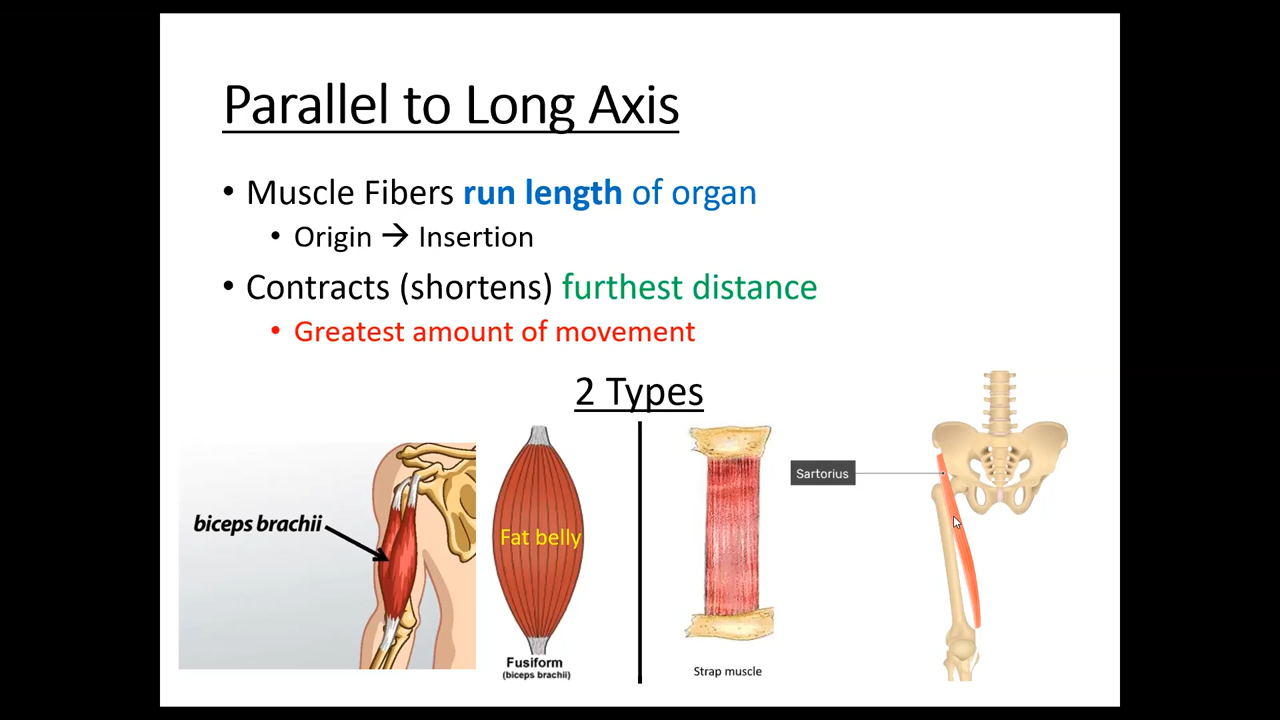 Parallel to Long Axis
• Muscle Fibers run length of organ
• Origin → Insertion
• Contracts (shortens) furthest distance
• Greatest amount of movement
2 Types
biceps brachii
Fat belly
Fusiform
(biceps brachii)
Strap muscle
Sartorius